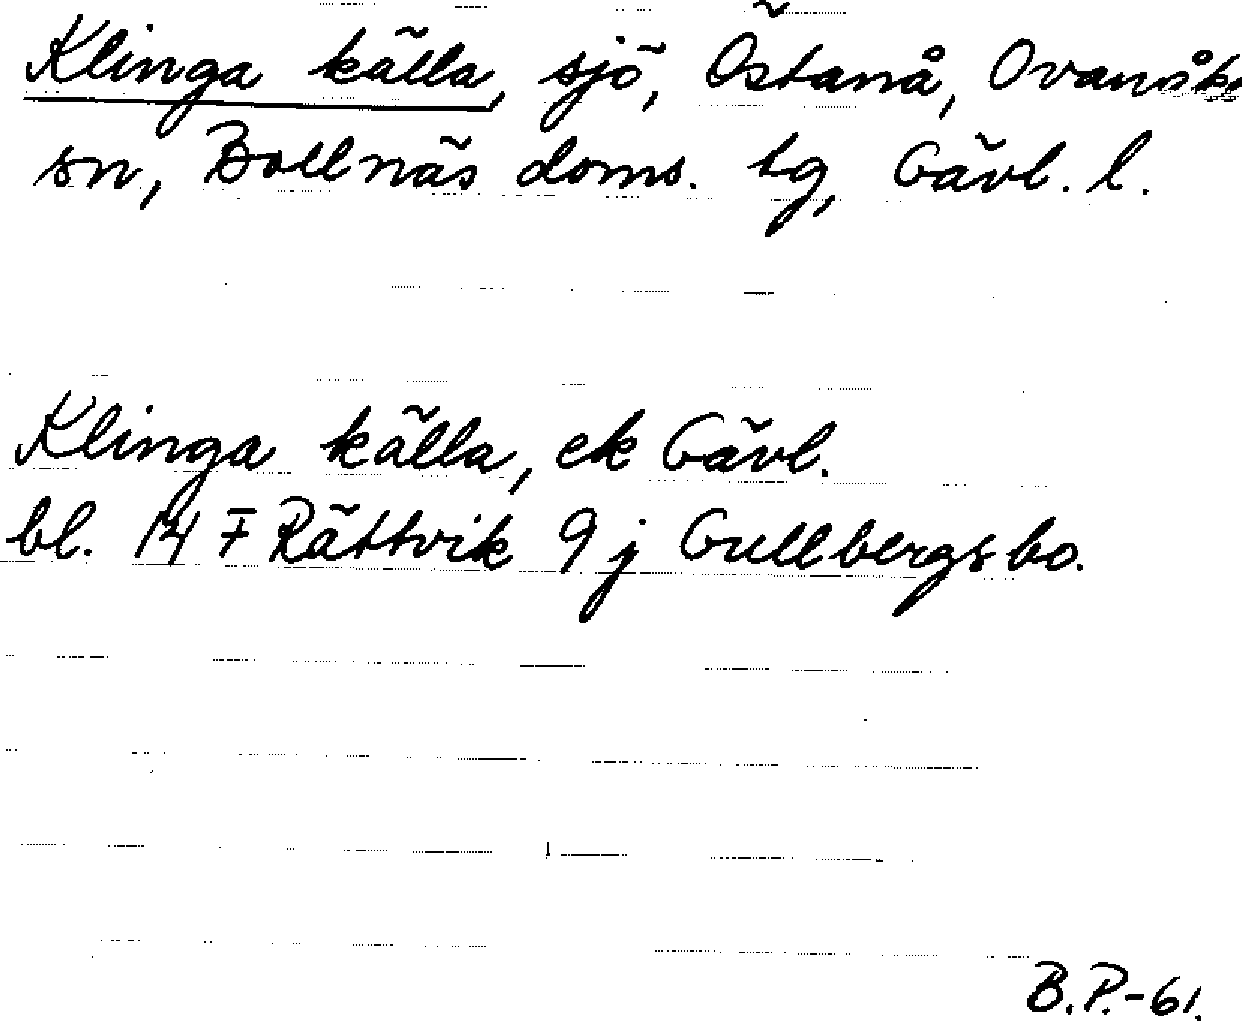 Klinga källa, sjö, Östanå, Ovanåk
sn, Bollnäs doms. tg, Gävl. l.
Klinga källa, ek Gävl.
bl. 14 F Rättvik 9 j Gullbergsbo.
B.P.-61.